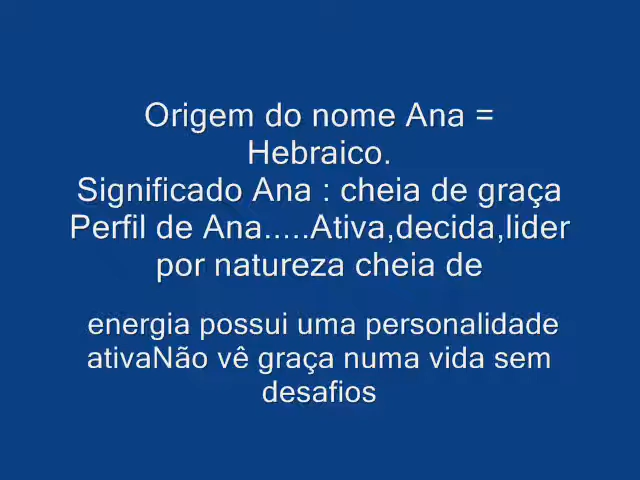 Origem do nome Ana =
Hebraico.
Significado Ana : cheia de graça
Perfil de Ana.....Ativa,decida,lider
por natureza cheia de
energia possui uma personalidade
ativaNão vê graça numa vida sem
desafios